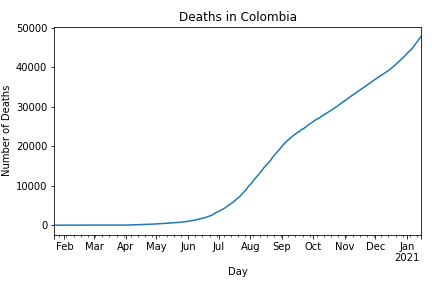 Deaths in Colombia
50000
40000
30000
20000
10000
0
Number of Deaths
Feb Mar Apr May Jun Jul Aug Sep Oct Nov Dec Jan
2021
Day